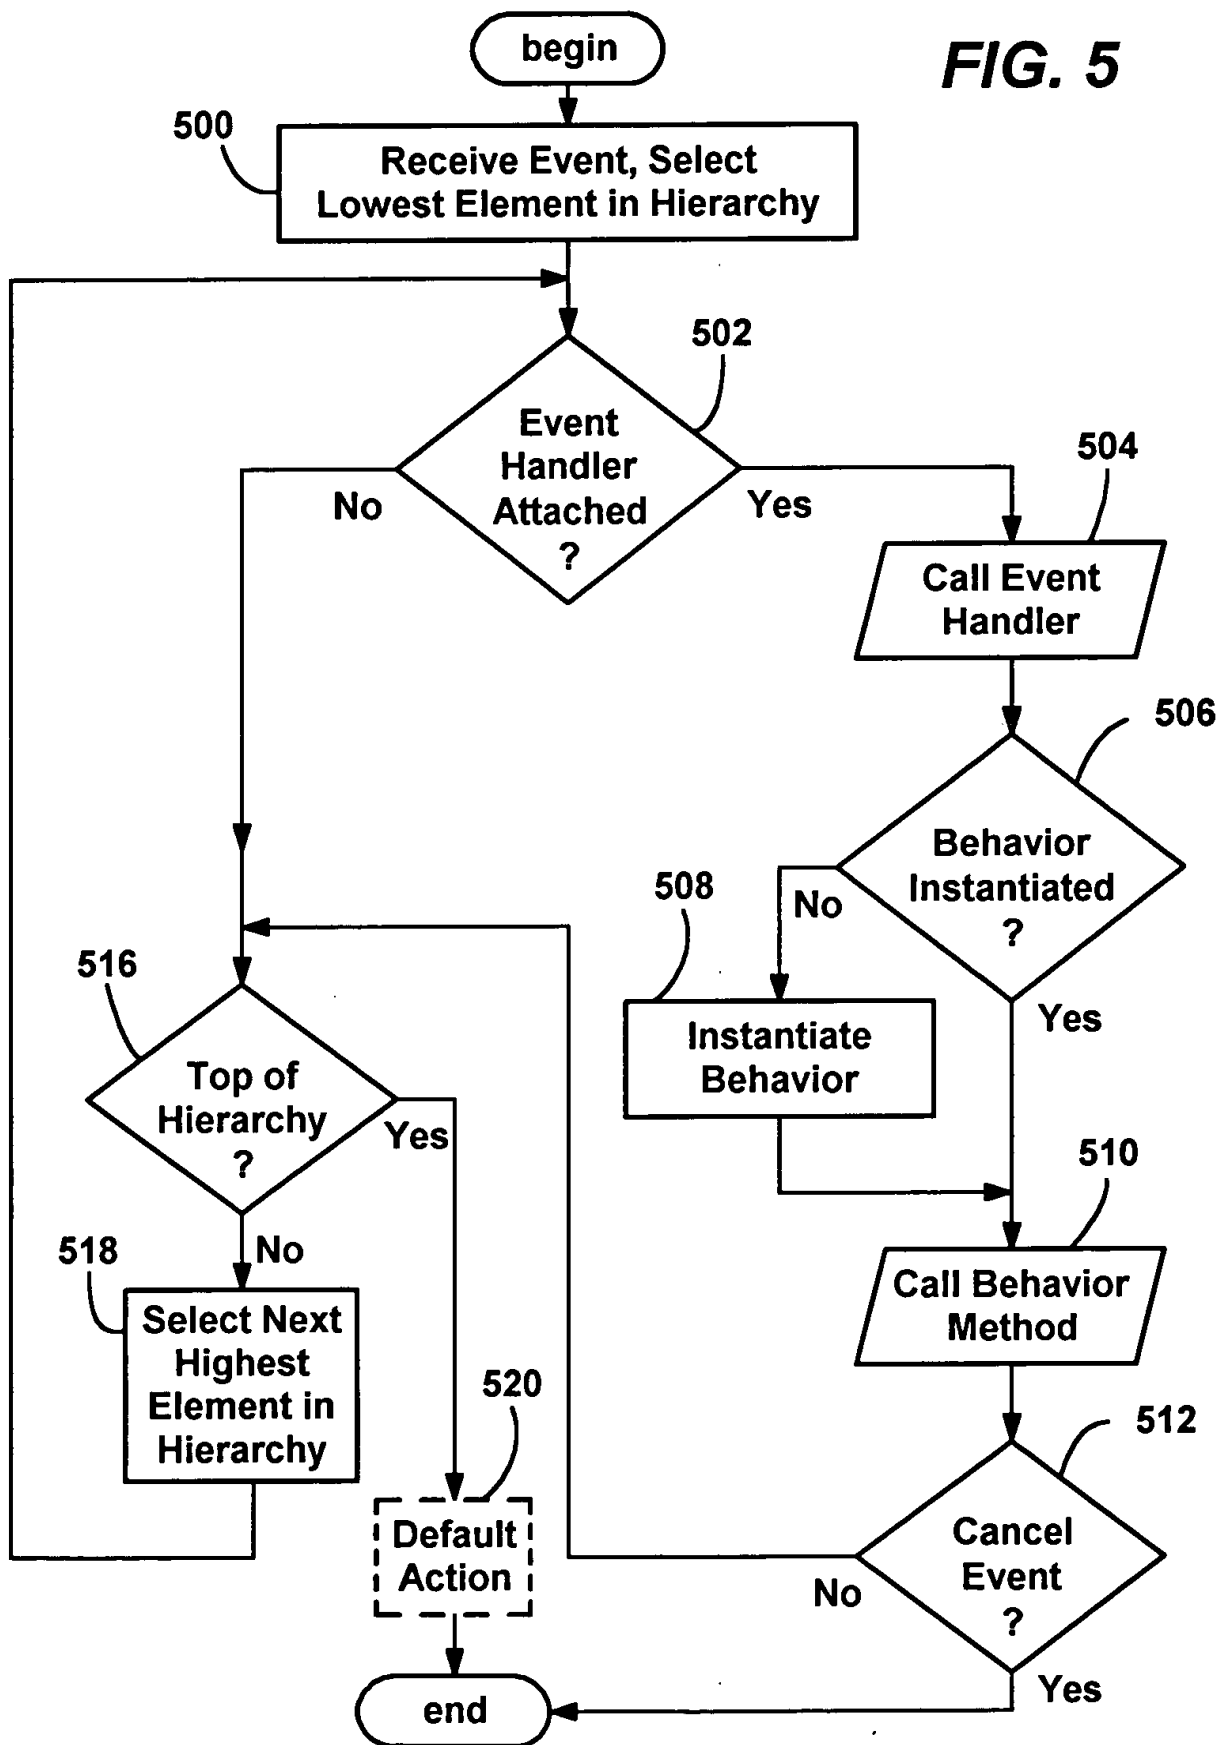 begin
FIG. 5
500
Receive Event, Select
Lowest Element in Hierarchy
502
Event
Handler
Attached
?
No
Yes
504
Call Event
Handler
506
Behavior
Instantiated
?
No
Yes
508
Instantiate
Behavior
510
Call Behavior
Method
512
Cancel
Event
?
No
Yes
516
Top of
Hierarchy
?
Yes
No
518
Select Next
Highest
Element in
Hierarchy
520
Default
Action
end